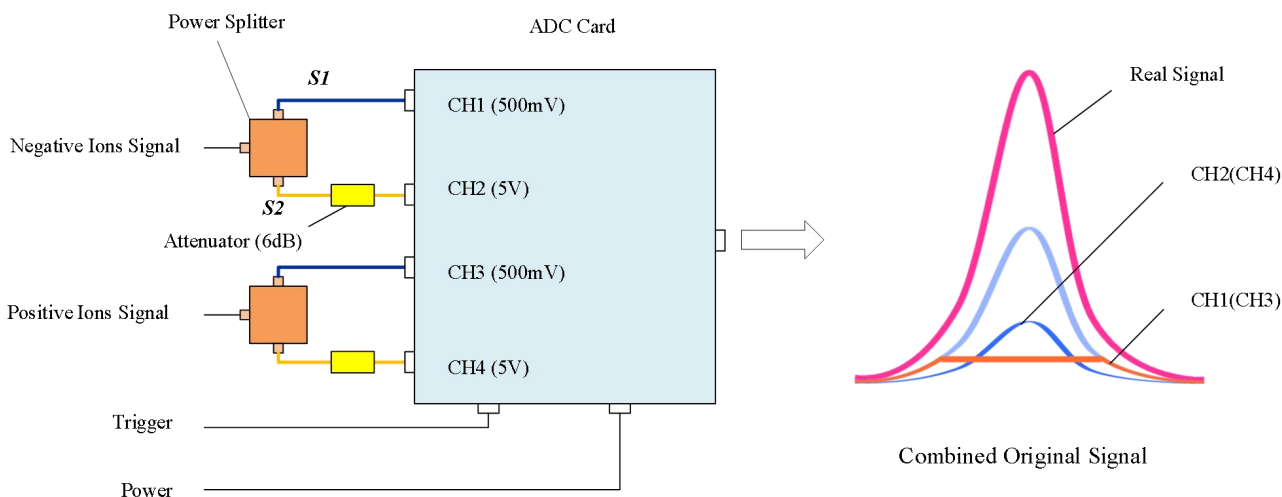 Power Splitter
ADC Card
S1
CH1 (500mV)
Negative Ions Signal
CH2 (5V)
S2
Attenuator (6dB)
CH3 (500mV)
Positive Ions Signal
CH4 (5V)
Trigger
Power
Real Signal
CH2(CH4)
CH1(CH3)
Combined Original Signal